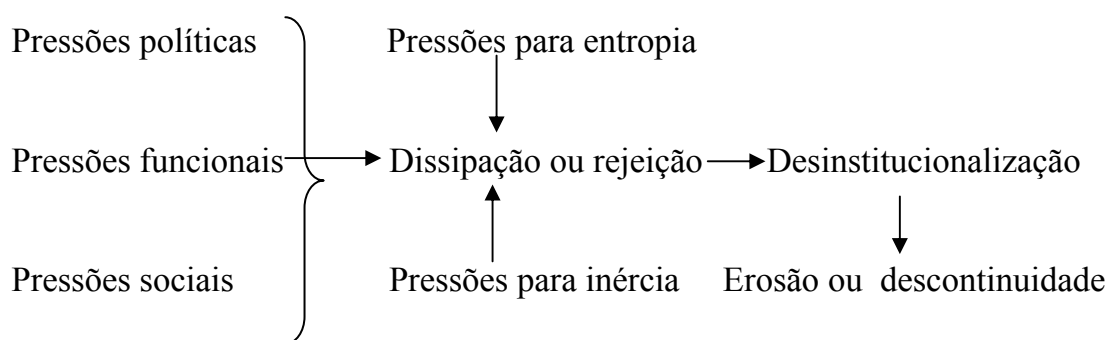 Pressões políticas Pressões para entropia
Pressões funcionais Dissipação ou rejeição Desinstitucionalização
Pressões sociais Pressões para inércia Erosão ou descontinuidade